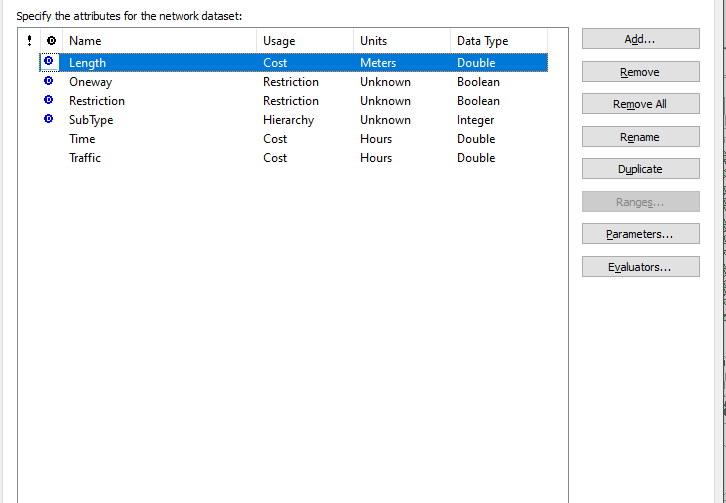 Specify the attributes for the network dataset:
! D Name Usage Units Data Type
D Length Cost Meters Double
D Oneway Restriction Unknown Boolean
D Restriction Restriction Unknown Boolean
D SubType Hierarchy Unknown Integer
Time Cost Hours Double
Traffic Cost Hours Double
Add...
Remove
Remove All
Rename
Duplicate
Ranges...
Parameters...
Evaluators...